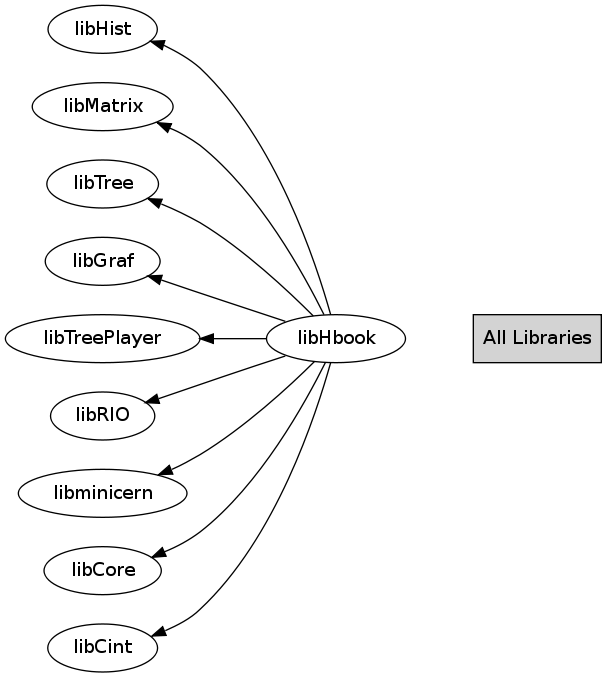 libHist
libMatrix
libTree
libGraf
libTreePlayer
libHbook
All Libraries
libRIO
libminicern
libCore
libCint